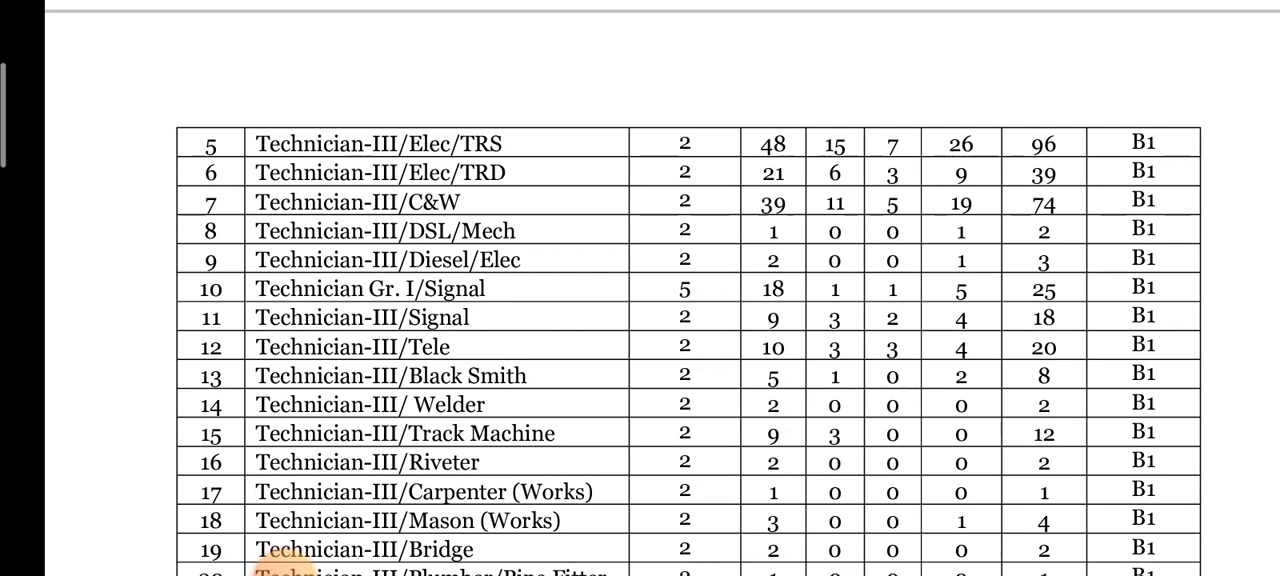 5 Technician-III/Elec/TRS 2 48 15 7 26 96 B1
6 Technician-III/Elec/TRD 2 21 6 3 9 39 B1
7 Technician-III/C&W 2 39 11 5 19 74 B1
8 Technician-III/DSL/Mech 2 1 0 0 1 2 B1
9 Technician-III/Diesel/Elec 2 2 0 0 1 3 B1
10 Technician Gr. I/Signal 5 18 1 1 5 25 B1
11 Technician-III/Signal 2 9 3 2 4 18 B1
12 Technician-III/Tele 2 10 3 3 4 20 B1
13 Technician-III/Black Smith 2 5 1 0 2 8 B1
14 Technician-III/ Welder 2 2 0 0 0 2 B1
15 Technician-III/Track Machine 2 9 3 0 0 12 B1
16 Technician-III/Riveter 2 2 0 0 0 2 B1
17 Technician-III/Carpenter (Works) 2 1 0 0 0 1 B1
18 Technician-III/Mason (Works) 2 3 0 0 1 4 B1
19 Technician-III/Bridge 2 2 0 0 0 2 B1
Technician-III/Plumber/Pipe Fitter